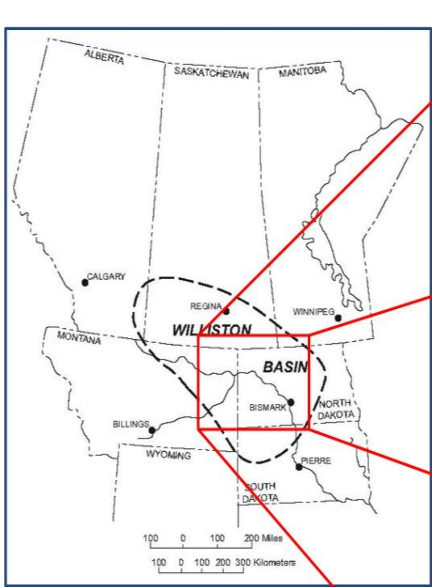 ALBERTA
SASKATCHEWAN
MANITOBA
CALGARY
REGINA
WINNIPEG
WILLISTON
MONTANA
BASIN
BISMARK
NORTH
DAKOTA
BILLINGS
WYOMING
PIERRE
SOUTH
DAKOTA
100 0 100 200 Miles
100 0 100 200 300 Kilometers